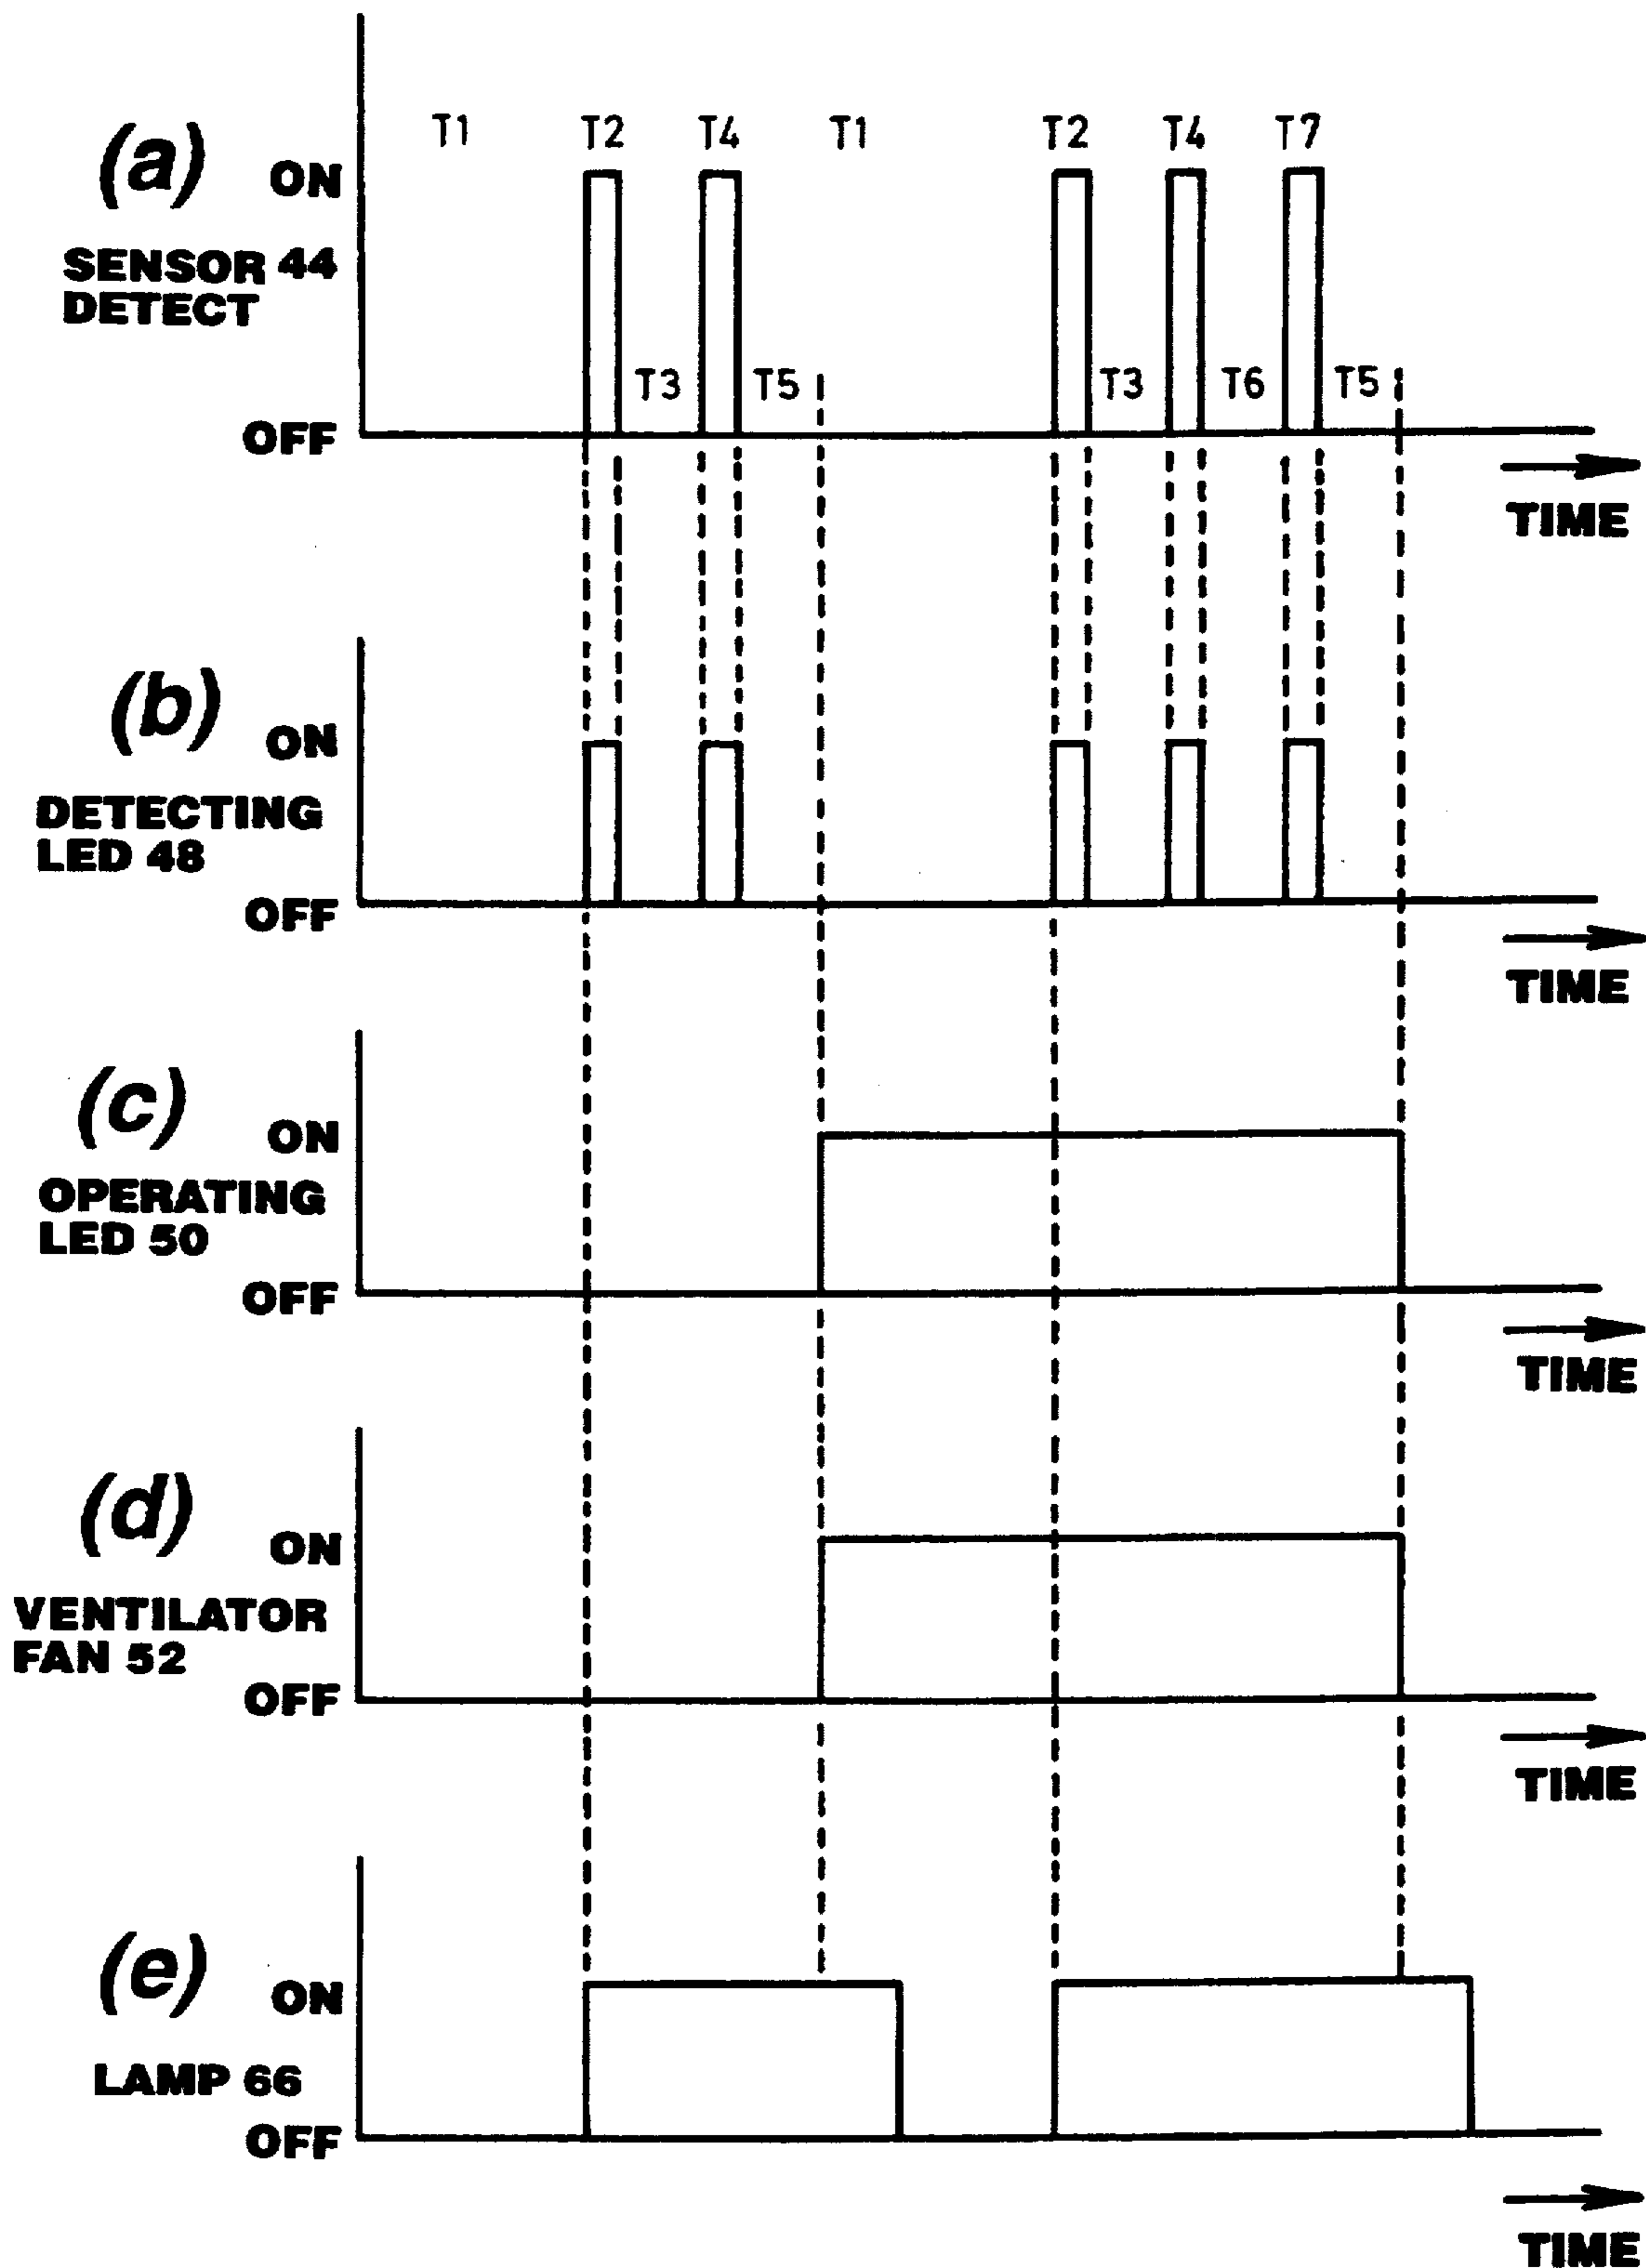 T1 T2 T4 T1 T2 T4 T7
(a) ON
SENSOR 44
DETECT
T3 T5 T3 T6 T5
OFF
TIME
(b) ON
DETECTING
LED 48
OFF
TIME
(c) ON
OPERATING
LED 50
OFF
TIME
(d) ON
VENTILATOR
FAN 52
OFF
TIME
(e) ON
LAMP 66
OFF
TIME